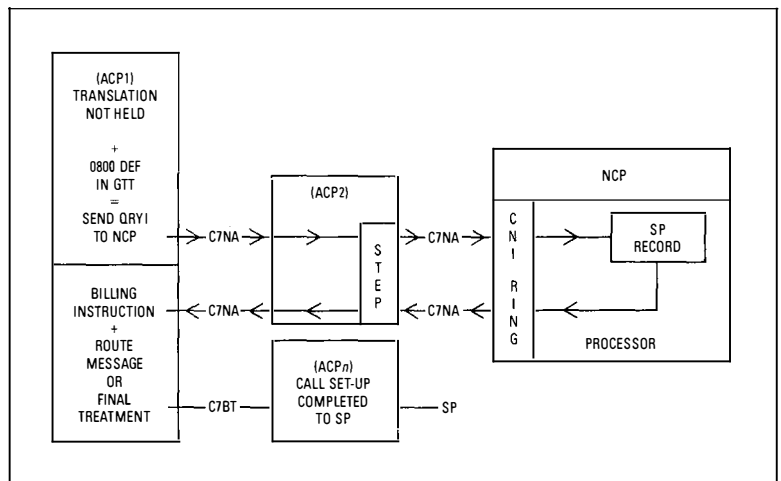 (ACP1)
TRANSLATION
NOT HELD
+
0800 DEF
IN GTT
=
SEND QRYI
TO NCP
BILLING
INSTRUCTION
+
ROUTE
MESSAGE
OR
FINAL
TREATMENT
C7NA
C7NA
C7BT
(ACP2)
STEP
(ACPn)
CALL SET-UP
COMPLETED
TO SP
C7NA
C7NA
SP
NCP
CNI RING
SP
RECORD
PROCESSOR